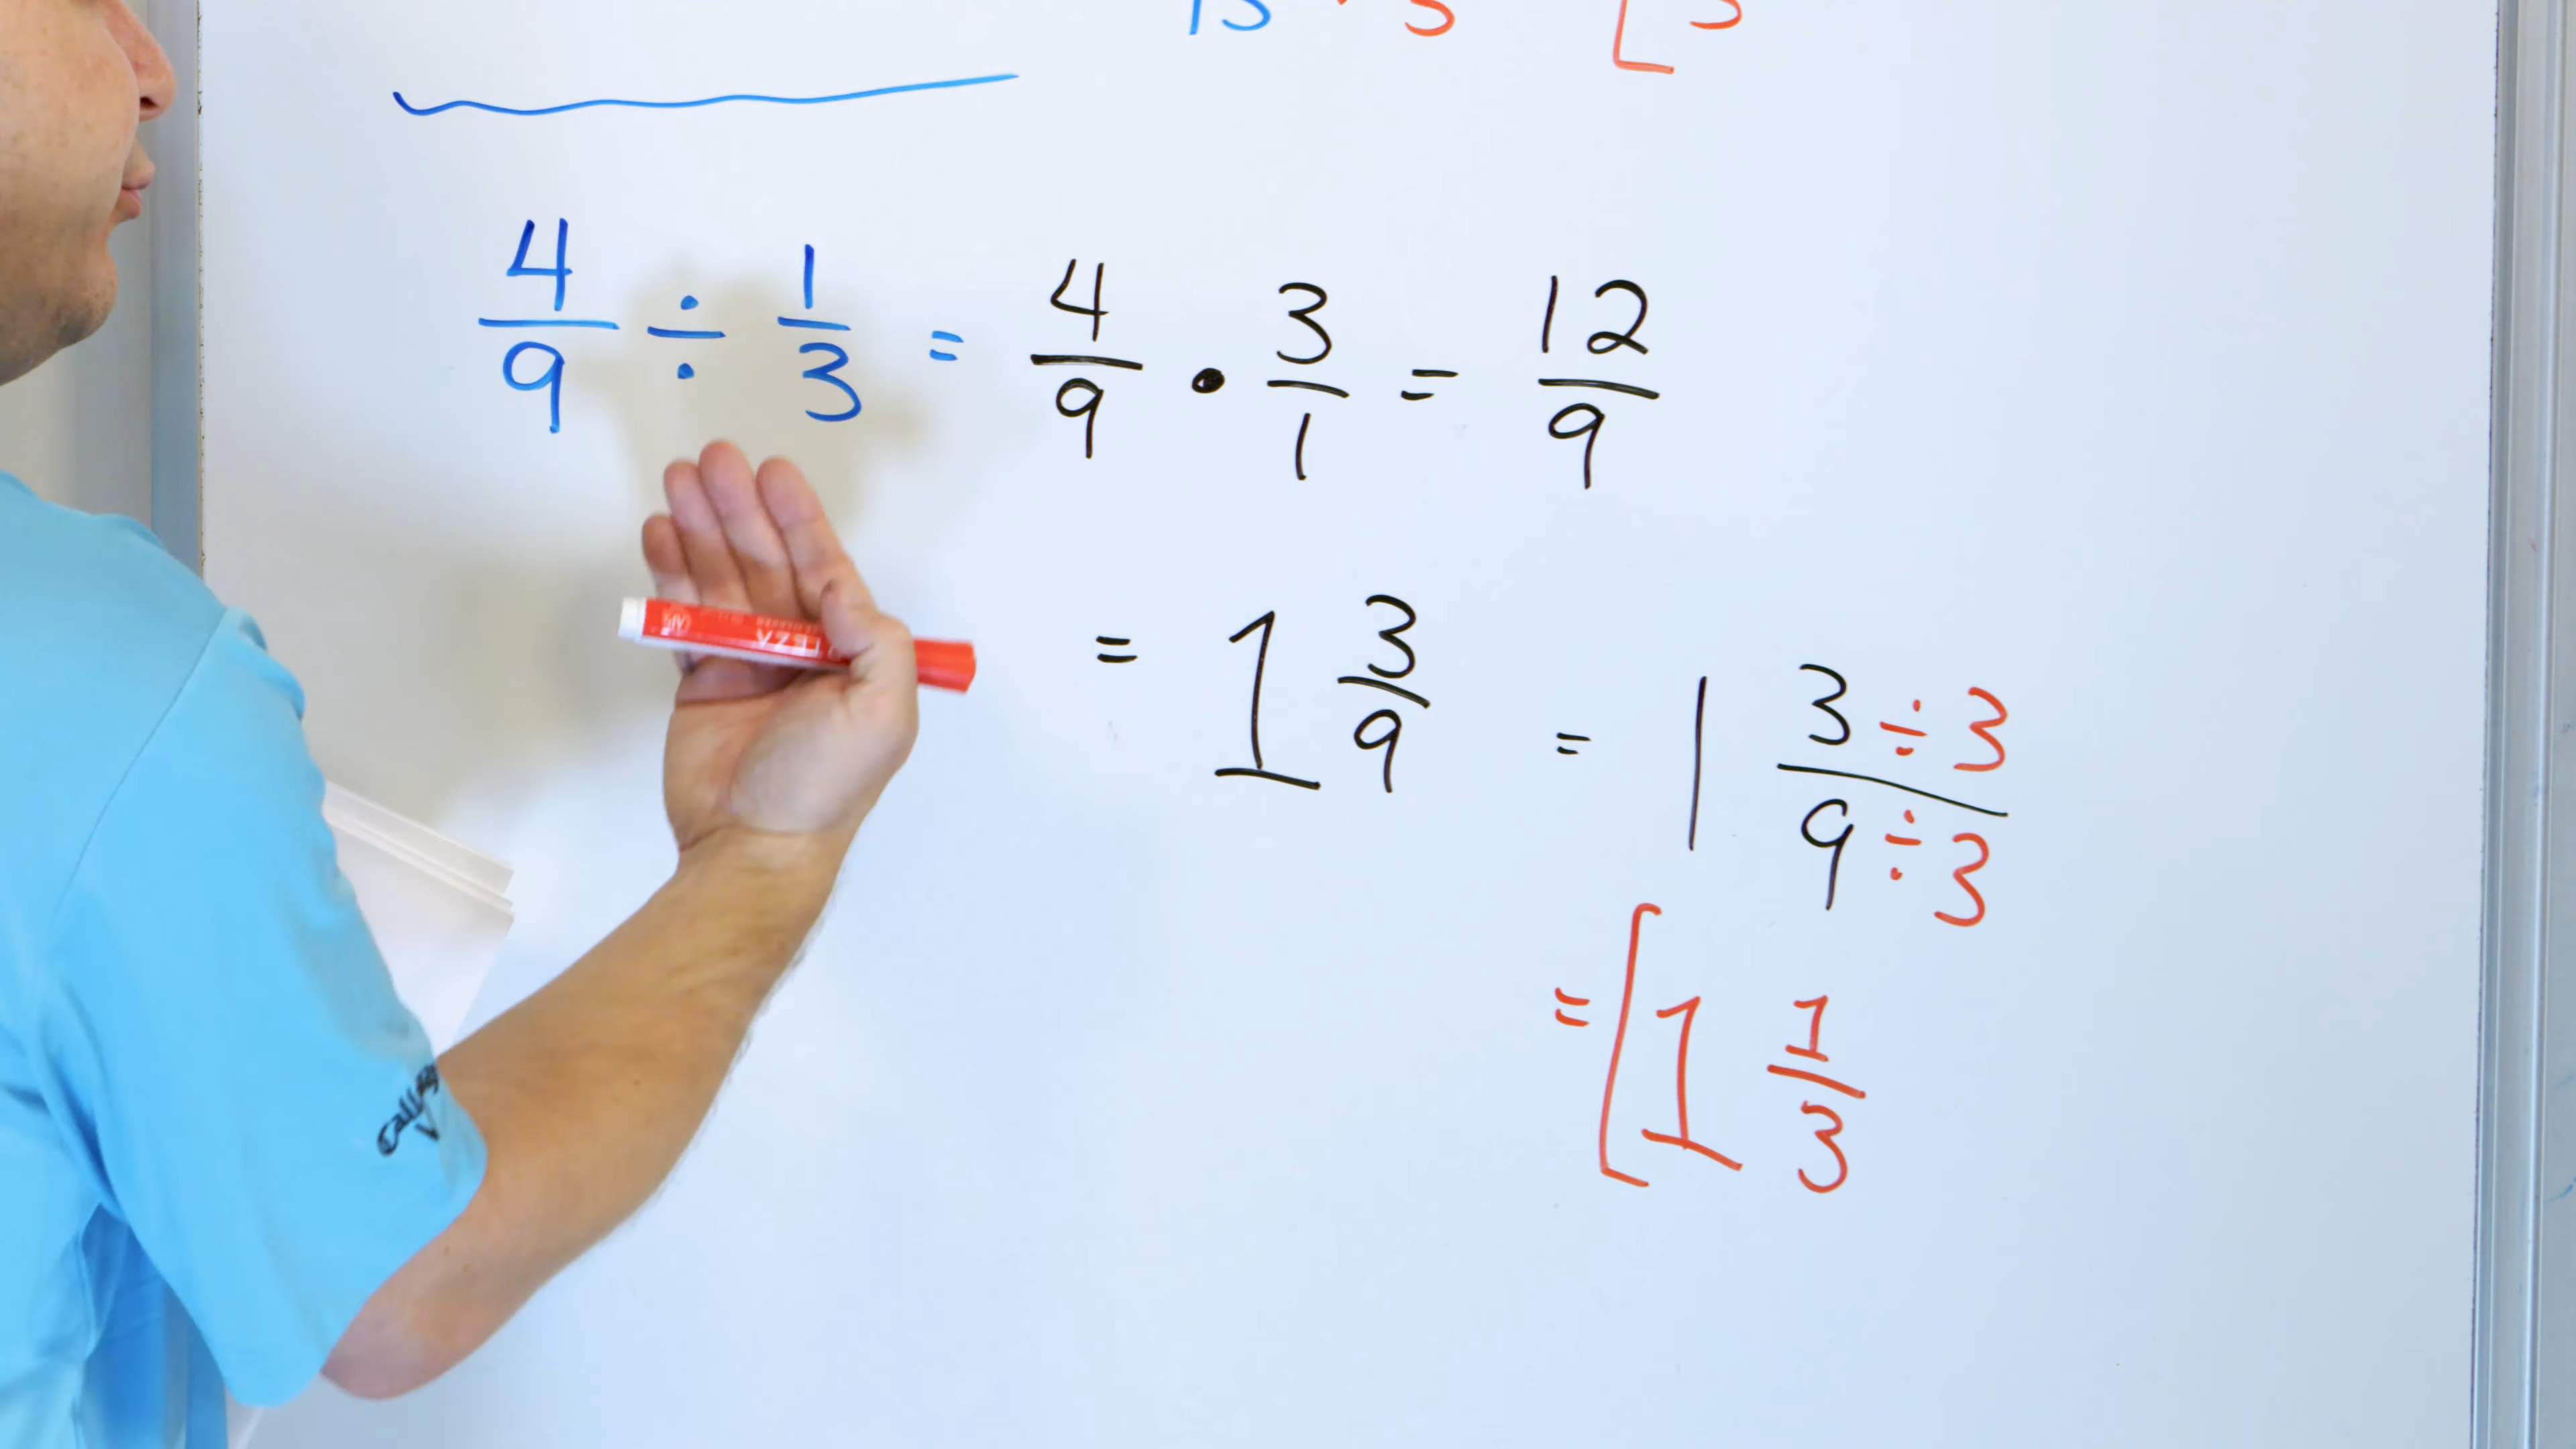 4/9 ÷ 1/3 = 4/9 • 3/1 = 12/9
= 1 3/9 = 1 3÷3/9÷3
= [1 1/3